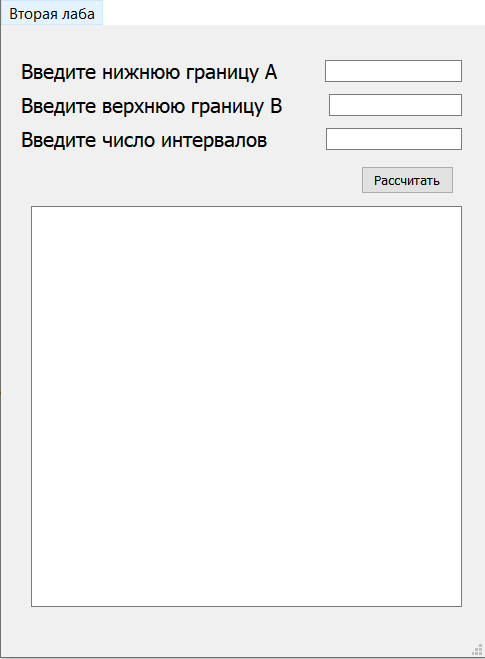 Вторая лаба
Введите нижнюю границу A
Введите верхнюю границу B
Введите число интервалов
Рассчитать